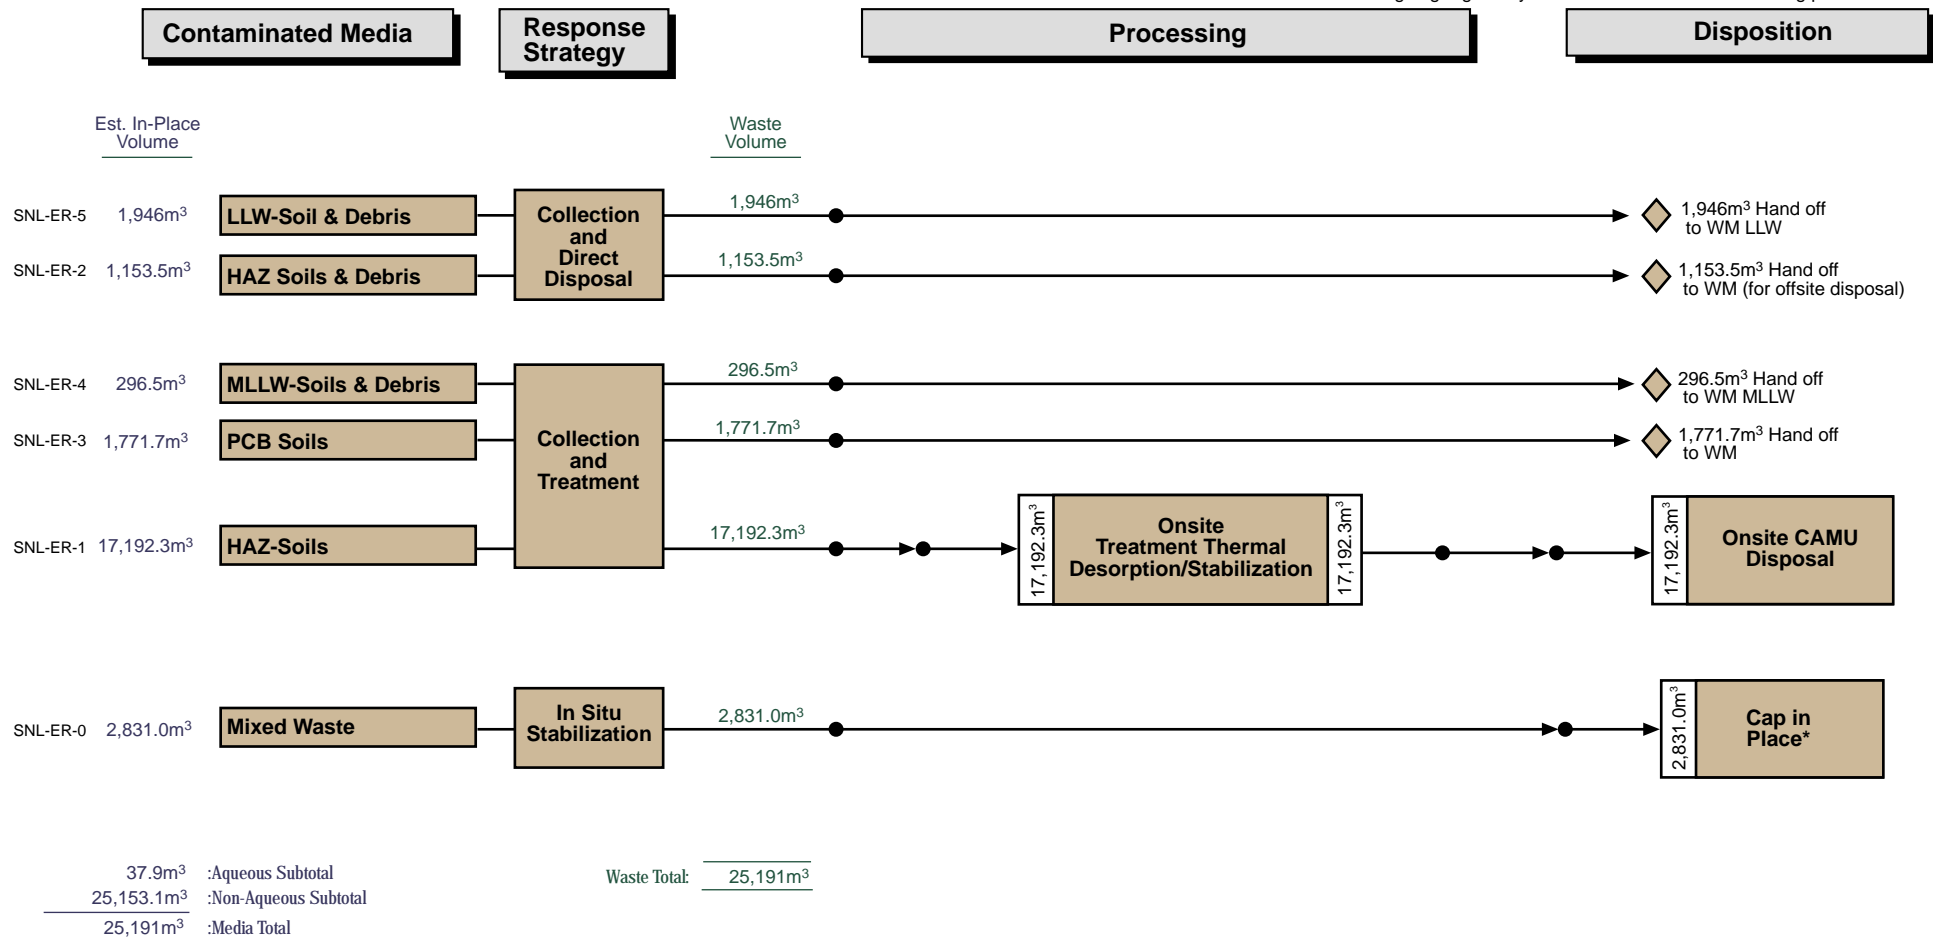 Contaminated Media
Response
Strategy
Processing
Disposition
Est. In-Place
Volume
Waste
Volume
SNL-ER-5 1,946m³ LLW-Soil & Debris
Collection
and
Direct
Disposal
1,946m³
1,946m³ Hand off
to WM LLW
SNL-ER-2 1,153.5m³ HAZ Soils & Debris
1,153.5m³
1,153.5m³ Hand off
to WM (for offsite disposal)
SNL-ER-4 296.5m³ MLLW-Soils & Debris
296.5m³
296.5m³ Hand off
to WM MLLW
SNL-ER-3 1,771.7m³ PCB Soils
Collection
and
Treatment
1,771.7m³
1,771.7m³ Hand off
to WM
SNL-ER-1 17,192.3m³ HAZ-Soils
17,192.3m³
17,192.3m³
Onsite
Treatment Thermal
Desorption/Stabilization
17,192.3m³
17,192.3m³
Onsite CAMU
Disposal
SNL-ER-0 2,831.0m³ Mixed Waste
In Situ
Stabilization
2,831.0m³
2,831.0m³
Cap in
Place*
37.9m³ :Aqueous Subtotal
25,153.1m³ :Non-Aqueous Subtotal
25,191m³ :Media Total
Waste Total: 25,191m³